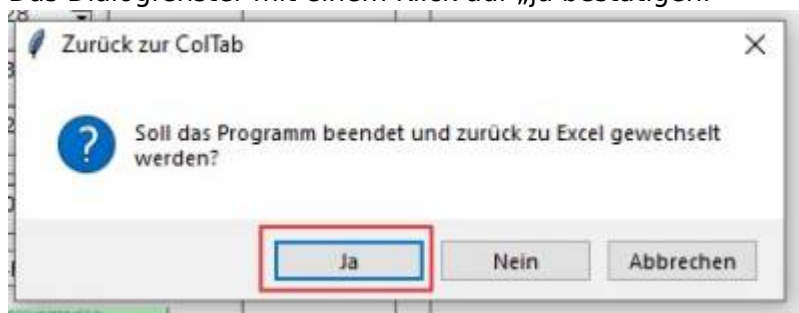 Das Dialogfenster mit einem Klick auf „Ja bestätigen.
28
Zurück zur ColTab
Soll das Programm beendet und zurück zu Excel gewechselt
werden?
Ja
Nein
Abbrechen